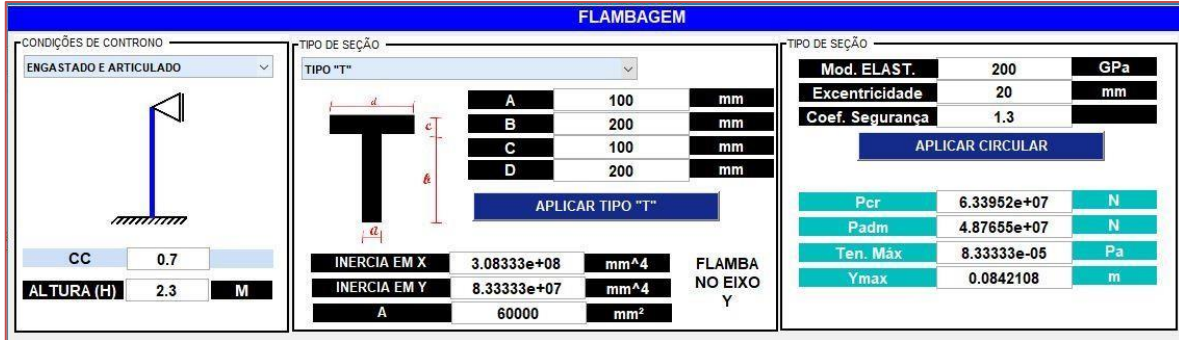 FLAMBAGEM
CONDIÇÕES DE CONTRONO
ENGASTADO E ARTICULADO
CC 0.7
ALTURA (H) 2.3 M
TIPO DE SEÇÃO
TIPO "T"
d
c
b
a
A 100 mm
B 200 mm
C 100 mm
D 200 mm
APLICAR TIPO "T"
INERCIA EM X 3.08333e+08 mm^4
INERCIA EM Y 8.33333e+07 mm^4
A 60000 mm²
FLAMBA
NO EIXO
Y
TIPO DE SEÇÃO
Mod. ELAST. 200 GPa
Excentricidade 20 mm
Coef. Segurança 1.3
APLICAR CIRCULAR
Pcr 6.33952e+07 N
Padm 4.87655e+07 N
Ten. Máx 8.33333e-05 Pa
Ymax 0.0842108 m